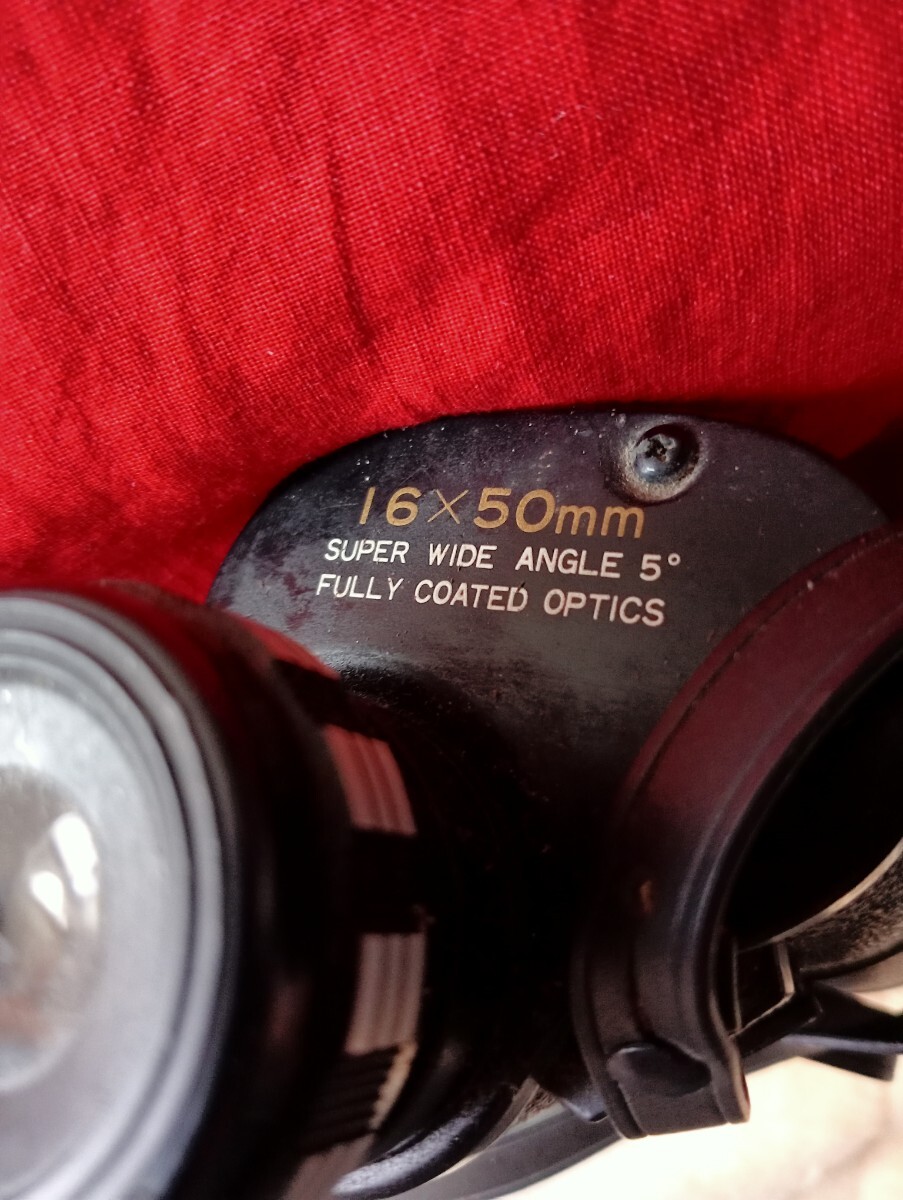 16×50mm
SUPER WIDE ANGLE 5°
FULLY COATED OPTICS